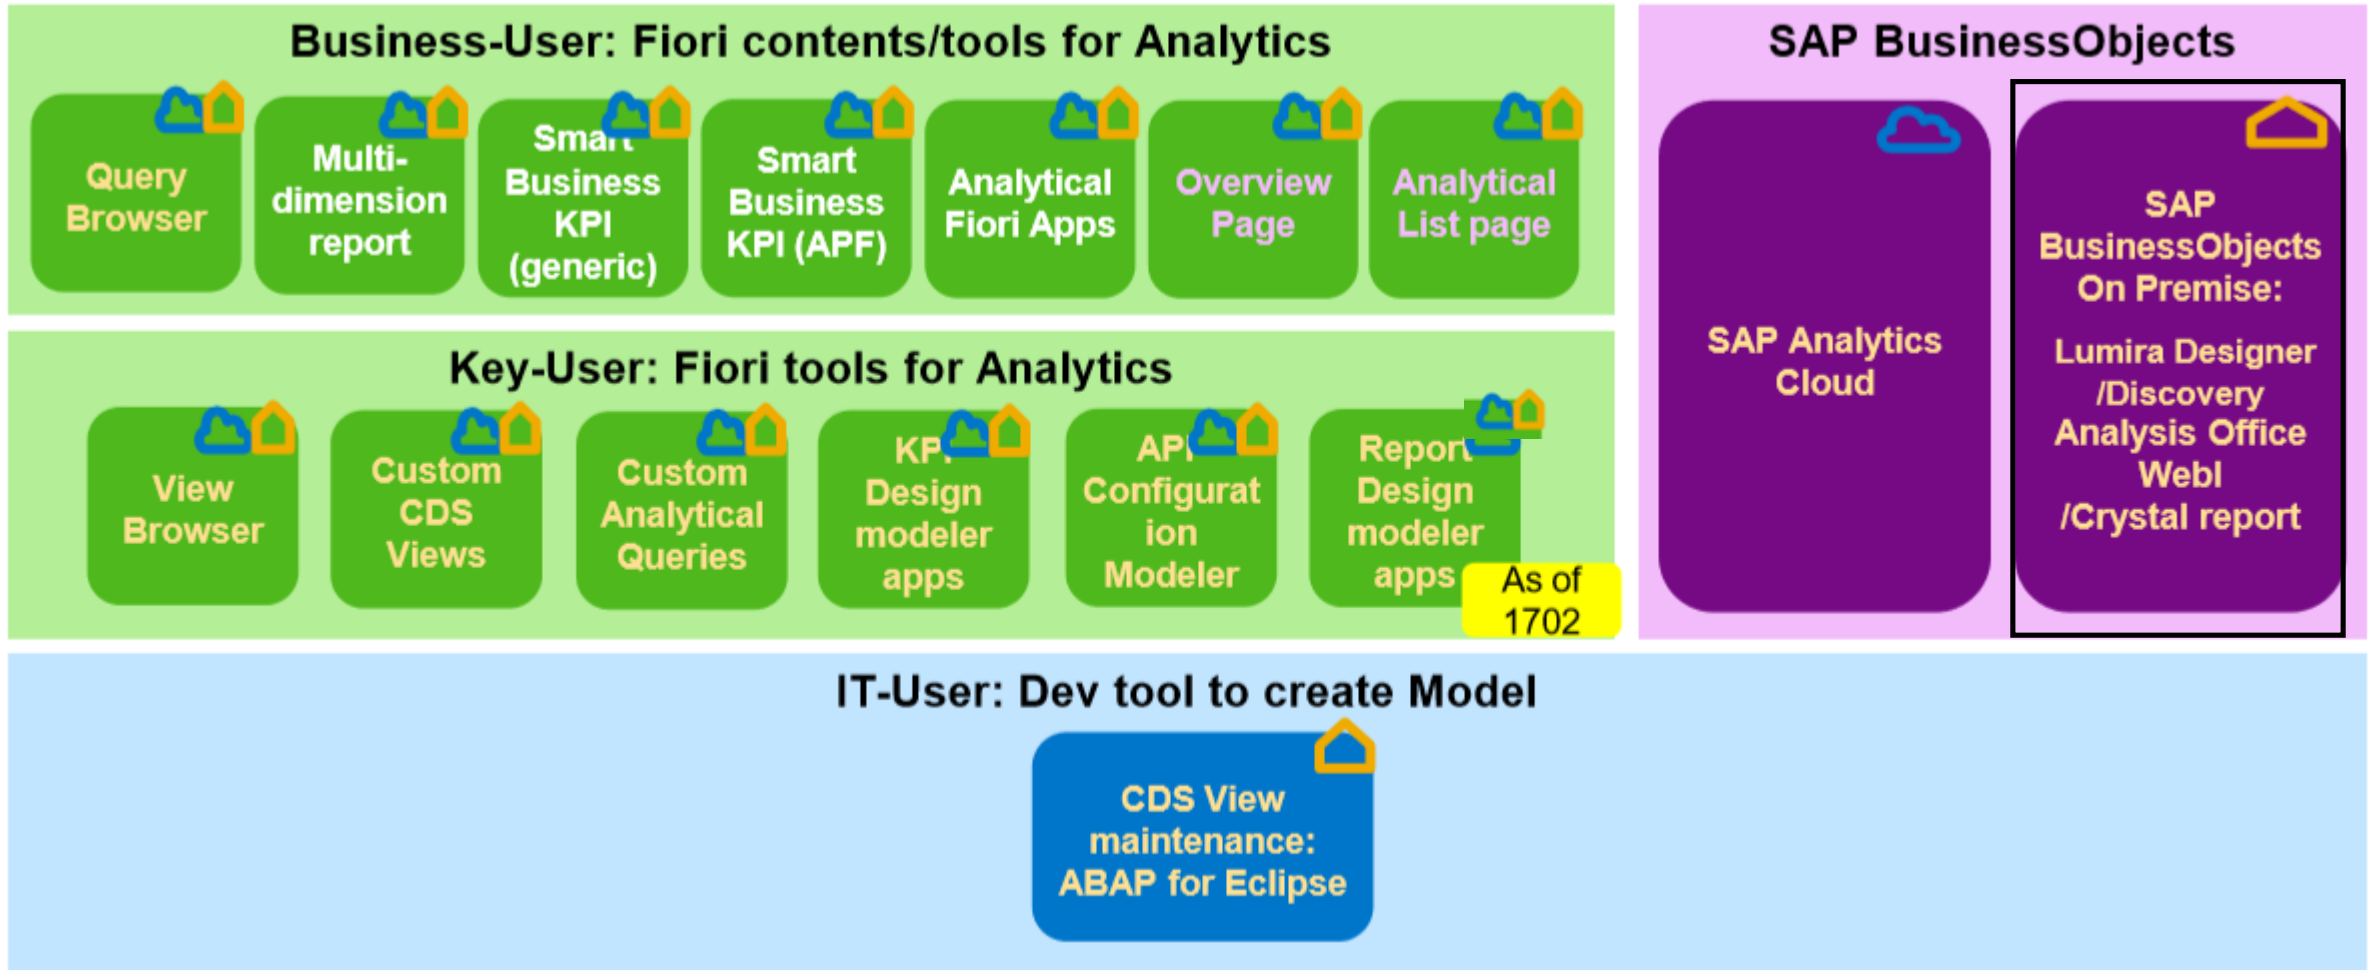 Business-User: Fiori contents/tools for Analytics
Query
Browser
Multi-
dimension
report
Smart
Business
KPI
(generic)
Smart
Business
KPI (APF)
Analytical
Fiori Apps
Overview
Page
Analytical
List page
Key-User: Fiori tools for Analytics
View
Browser
Custom
CDS
Views
Custom
Analytical
Queries
KPI
Design
modeler
apps
Configurat
ion
Modeler
Report
Design
modeler
apps
As of
1702
SAP BusinessObjects
SAP Analytics
Cloud
SAP
BusinessObjects
On Premise:
Lumira Designer
/Discovery
Analysis Office
WebI
/Crystal report
IT-User: Dev tool to create Model
CDS View
maintenance:
ABAP for Eclipse